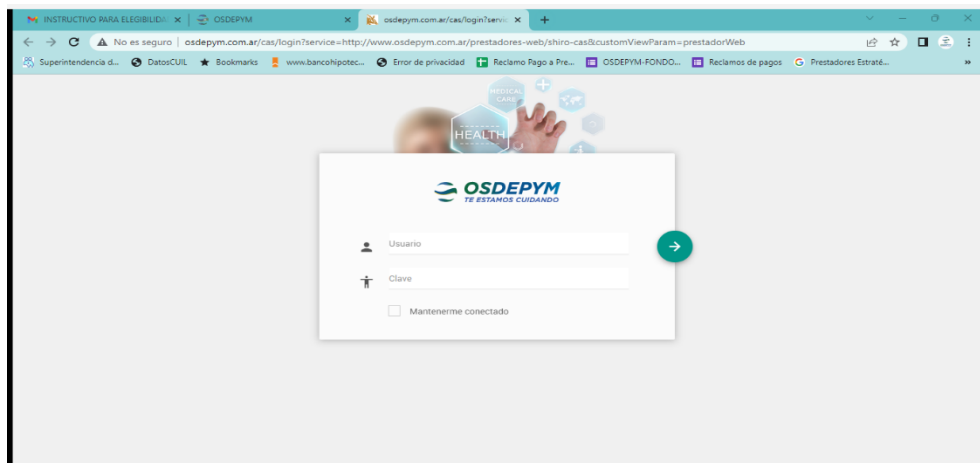 INSTRUCTIVO PARA ELEGIBILIDA
OSDEPYM
osdepym.com.ar/cas/login?servic
No es seguro | osdepym.com.ar/cas/login?service=http://www.osdepym.com.ar/prestadores-web/shiro-cas&customViewParam=prestadorWeb
Superintendencia d... DatosCUIL Bookmarks www.bancohipotec... Error de privacidad Reclamo Pago a Pre... OSDEPYM-FONDO... Reclamos de pagos Prestadores Estraté... »
MEDICAL
CARE
HEALTH
OSDEPYM
TE ESTAMOS CUIDANDO
Usuario
Clave
Mantenerme conectado